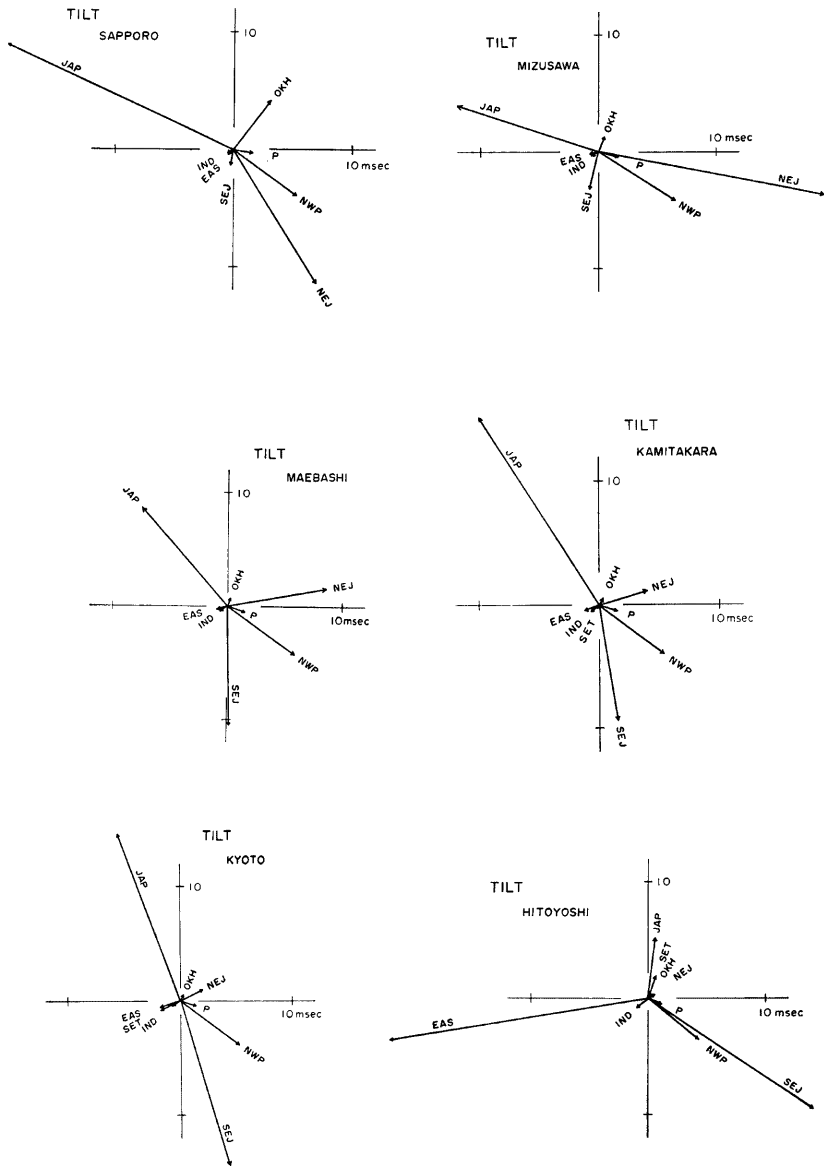 TILT
SAPPORO
10
JAP
OKH
IND
EAS
P
10 msec
SEJ
NWP
NEJ
TILT
MIZUSAWA
10
JAP
OKH
10 msec
EAS
IND
P
NEJ
SEJ
NWP
TILT
MAEBASHI
10
JAP
OKH
NEJ
EAS
IND
P
10 msec
NWP
SEJ
TILT
KAMITAKARA
10
JAP
OKH
NEJ
EAS
IND
SET
P
10 msec
NWP
SEJ
TILT
KYOTO
10
JAP
OKH
NEJ
EAS
SET
IND
P
10 msec
NWP
SEJ
TILT
HITOYOSHI
10
JAP
SET
OKH
NEJ
IND
P
10 msec
EAS
NWP
SEJ